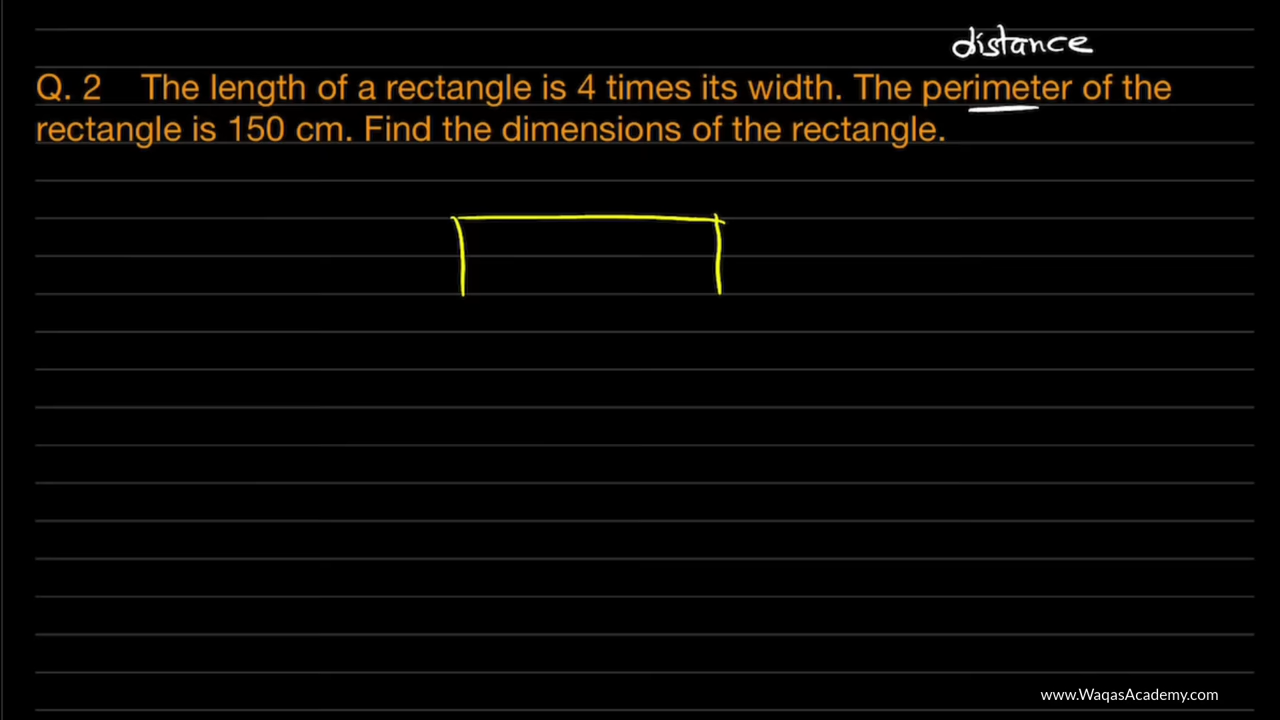 distance
Q. 2 The length of a rectangle is 4 times its width. The perimeter of the
rectangle is 150 cm. Find the dimensions of the rectangle.
www.WaqasAcademy.com